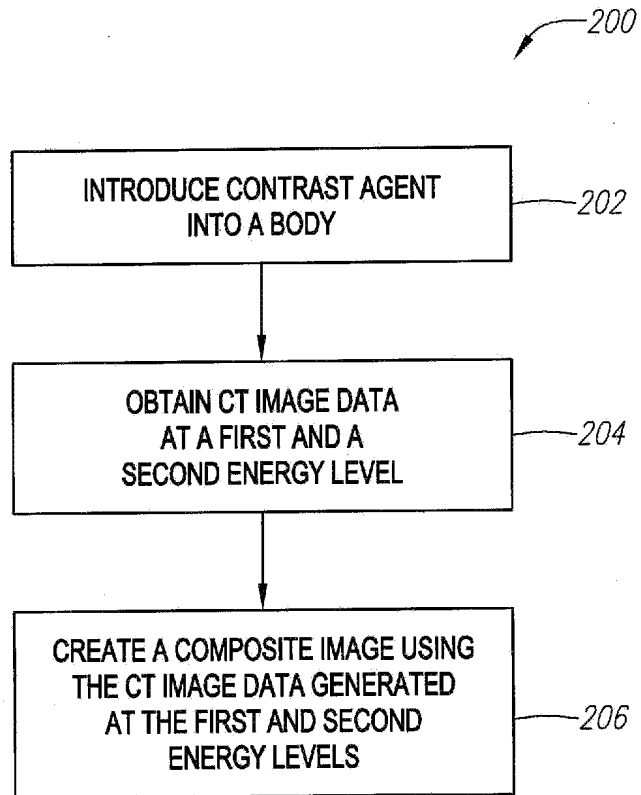 200
INTRODUCE CONTRAST AGENT
INTO A BODY
202
OBTAIN CT IMAGE DATA
AT A FIRST AND A
SECOND ENERGY LEVEL
204
CREATE A COMPOSITE IMAGE USING
THE CT IMAGE DATA GENERATED
AT THE FIRST AND SECOND
ENERGY LEVELS
206